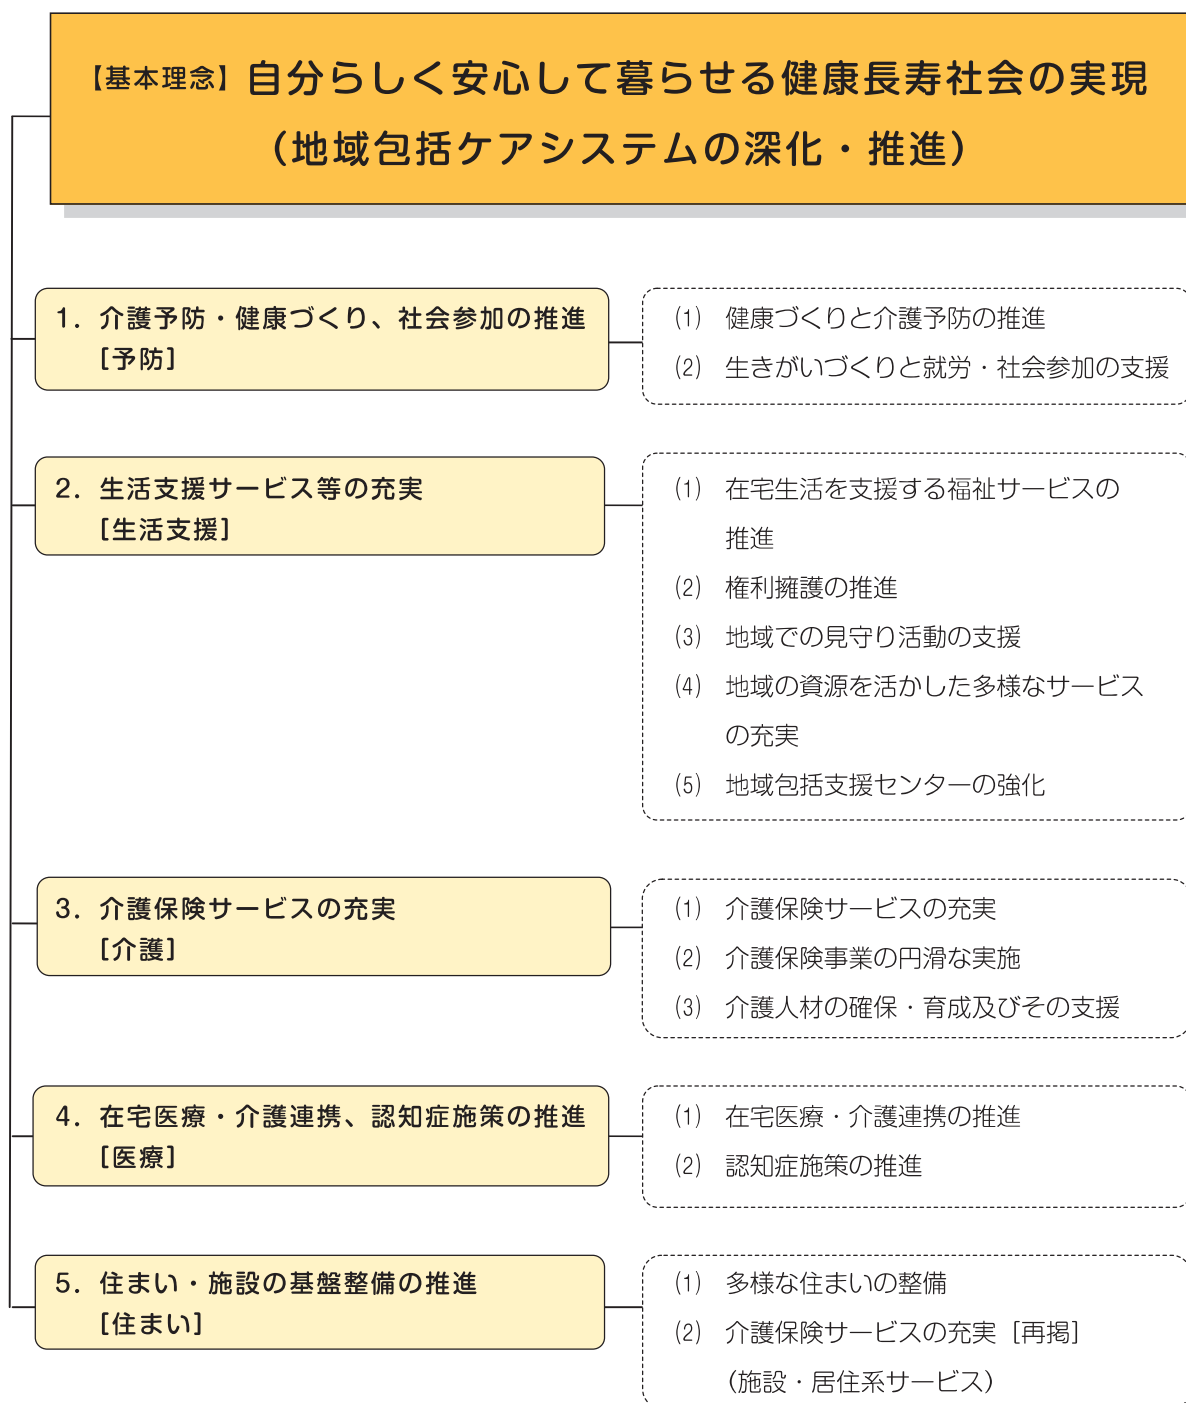 【基本理念】自分らしく安心して暮らせる健康長寿社会の実現
（地域包括ケアシステムの深化・推進）
1．介護予防・健康づくり、社会参加の推進
［予防］
(1) 健康づくりと介護予防の推進
(2) 生きがいづくりと就労・社会参加の支援
2．生活支援サービス等の充実
［生活支援］
(1) 在宅生活を支援する福祉サービスの
推進
(2) 権利擁護の推進
(3) 地域での見守り活動の支援
(4) 地域の資源を活かした多様なサービス
の充実
(5) 地域包括支援センターの強化
3．介護保険サービスの充実
［介護］
(1) 介護保険サービスの充実
(2) 介護保険事業の円滑な実施
(3) 介護人材の確保・育成及びその支援
4．在宅医療・介護連携、認知症施策の推進
［医療］
(1) 在宅医療・介護連携の推進
(2) 認知症施策の推進
5．住まい・施設の基盤整備の推進
［住まい］
(1) 多様な住まいの整備
(2) 介護保険サービスの充実［再掲］
（施設・居住系サービス）